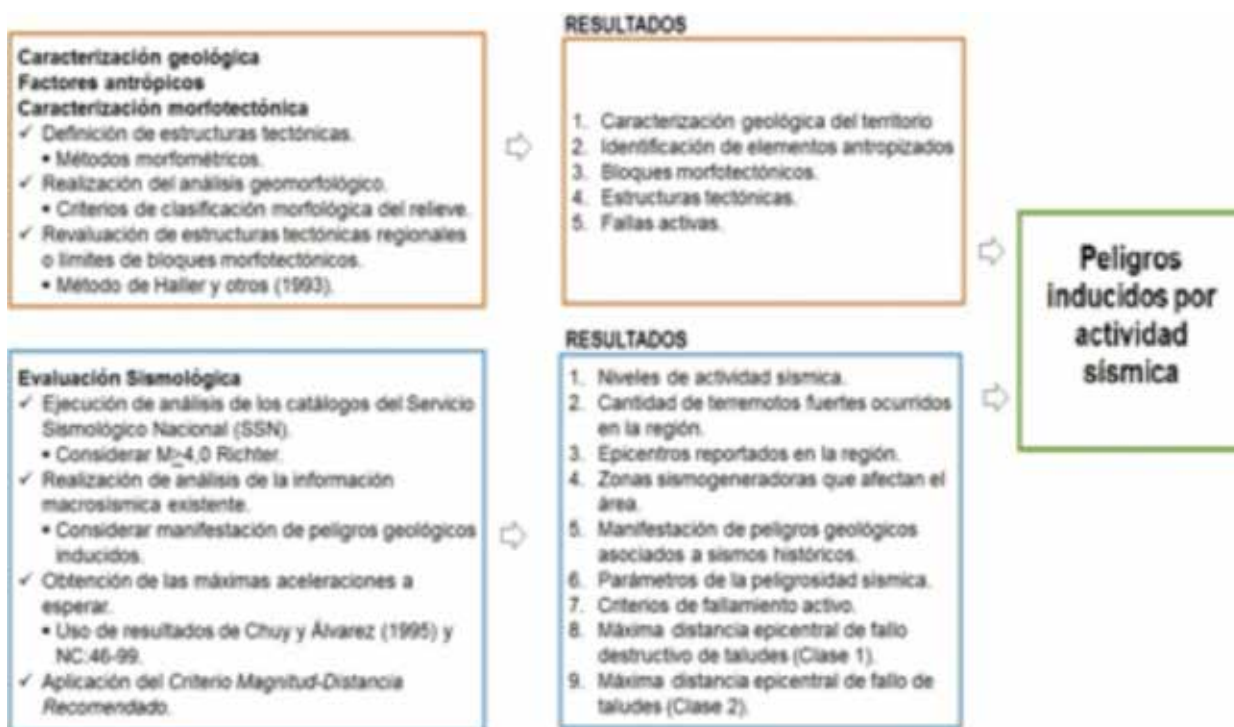 Caracterización geológica
Factores antrópicos
Caracterización morfotectónica
✓ Definición de estructuras tectónicas.
▪ Métodos morfométricos.
✓ Realización del análisis geomorfológico.
▪ Criterios de clasificación morfológica del relieve.
✓ Revaluación de estructuras tectónicas regionales
o límites de bloques morfotectónicos.
▪ Método de Haller y otros (1993).
RESULTADOS
1. Caracterización geológica del territorio
2. Identificación de elementos antropizados
3. Bloques morfotectónicos.
4. Estructuras tectónicas.
5. Fallas activas.
Evaluación Sismológica
✓ Ejecución de análisis de los catálogos del Servicio
Sismológico Nacional (SSN).
▪ Considerar M≥4,0 Richter.
✓ Realización de análisis de la información
macrosísmica existente.
▪ Considerar manifestación de peligros geológicos
inducidos.
✓ Obtención de las máximas aceleraciones a
esperar.
▪ Uso de resultados de Chuy y Álvarez (1995) y
NC:46-99.
✓ Aplicación del Criterio Magnitud-Distancia
Recomendado.
RESULTADOS
1. Niveles de actividad sísmica.
2. Cantidad de terremotos fuertes ocurridos
en la región.
3. Epicentros reportados en la región.
4. Zonas sismogeneradoras que afectan el
área.
5. Manifestación de peligros geológicos
asociados a sismos históricos.
6. Parámetros de la peligrosidad sísmica.
7. Criterios de fallamiento activo.
8. Máxima distancia epicentral de fallo
destructivo de taludes (Clase 1).
9. Máxima distancia epicentral de fallo de
taludes (Clase 2).
Peligros
inducidos por
actividad
sísmica